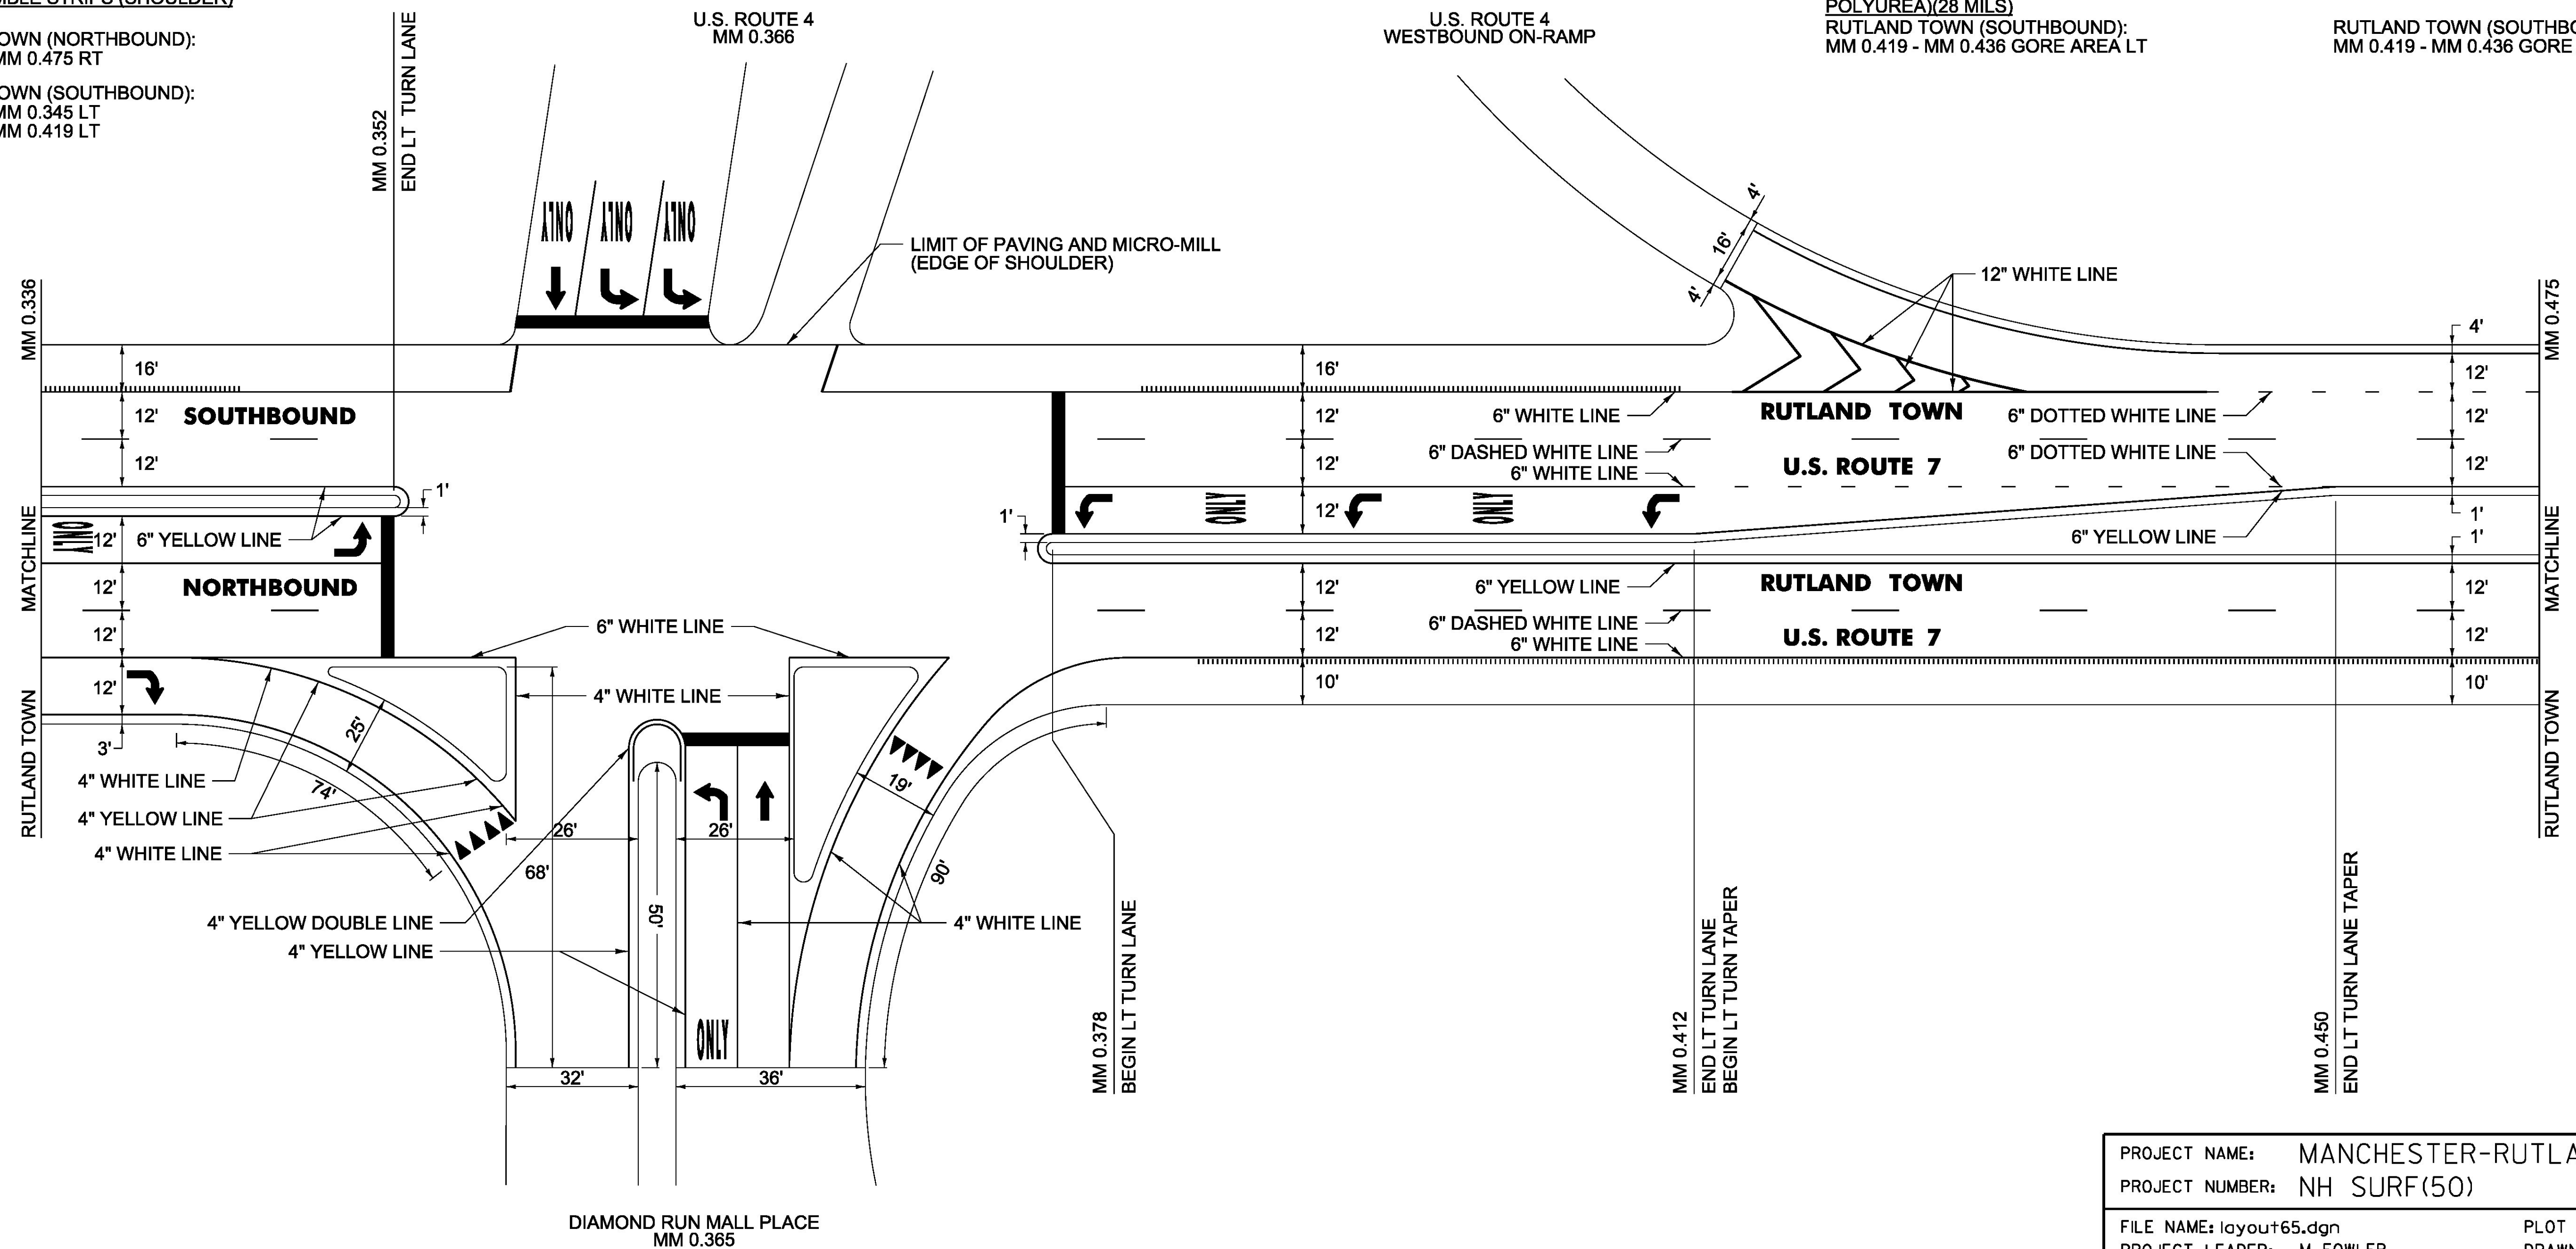 OWN (NORTHBOUND):
MM 0.475 RT
OWN (SOUTHBOUND):
MM 0.345 LT
MM 0.419 LT
MM 0.352
END LT TURN LANE
U.S. ROUTE 4
MM 0.366
U.S. ROUTE 4
WESTBOUND ON-RAMP
POLYUREA)(28 MILS)
RUTLAND TOWN (SOUTHBOUND):
MM 0.419 - MM 0.436 GORE AREA LT
RUTLAND TOWN (SOUTHBO
MM 0.419 - MM 0.436 GORE
ONLY
ONLY
ONLY
LIMIT OF PAVING AND MICRO-MILL
(EDGE OF SHOULDER)
4'
16'
4'
12" WHITE LINE
MM 0.336
MATCHLINE
RUTLAND TOWN
16'
12'
SOUTHBOUND
12'
1'
ONLY
12'
6" YELLOW LINE
12'
NORTHBOUND
12'
12'
3'
16'
12'
12'
12'
1'
ONLY
ONLY
6" WHITE LINE
6" DASHED WHITE LINE
6" WHITE LINE
RUTLAND TOWN
U.S. ROUTE 7
6" DOTTED WHITE LINE
6" DOTTED WHITE LINE
6" YELLOW LINE
4'
12'
12'
12'
1'
1'
12'
12'
10'
MM 0.475
MATCHLINE
RUTLAND TOWN
12'
12'
10'
6" YELLOW LINE
6" DASHED WHITE LINE
6" WHITE LINE
RUTLAND TOWN
U.S. ROUTE 7
6" WHITE LINE
4" WHITE LINE
25'
74'
4" WHITE LINE
4" YELLOW LINE
4" WHITE LINE
26'
26'
68'
50'
19'
90'
4" YELLOW DOUBLE LINE
4" YELLOW LINE
4" WHITE LINE
ONLY
32'
36'
MM 0.378
BEGIN LT TURN LANE
MM 0.412
END LT TURN LANE
BEGIN LT TURN TAPER
MM 0.450
END LT TURN LANE TAPER
DIAMOND RUN MALL PLACE
MM 0.365
PROJECT NAME: MANCHESTER-RUTLA
PROJECT NUMBER: NH SURF(50)
FILE NAME: layout65.dgn PLOT